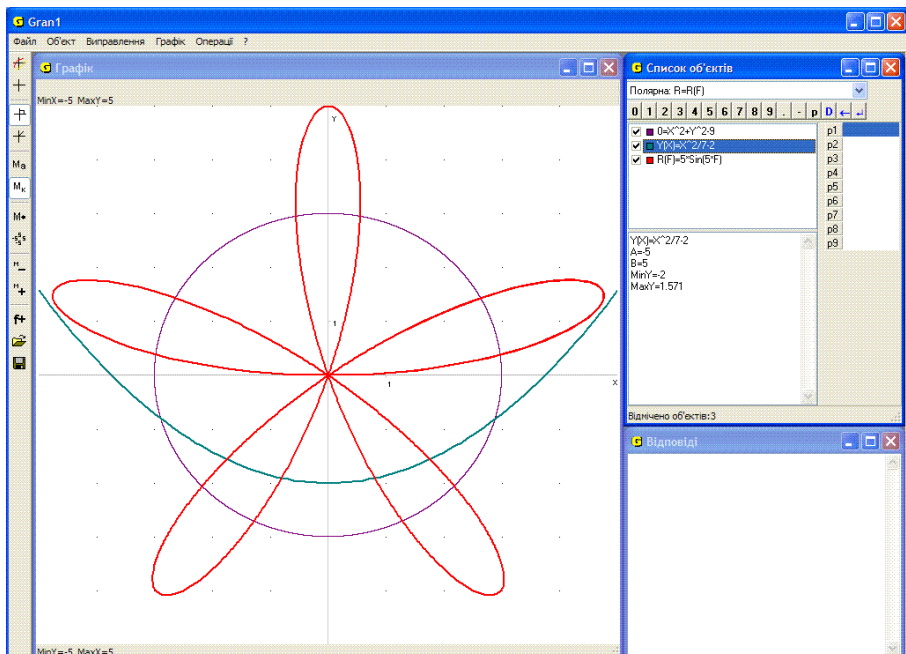 Gran1
Файл Об'єкт Виправлення Графік Операції ?
Графік
MinX=-5 MaxY=5
Y
1
1
X
MinY=-5 MaxX=5
Ма
Мк
М+
f+
Список об'єктів
Полярна: R=R(F)
0 1 2 3 4 5 6 7 8 9 . - p D
0=X^2+Y^2-9
Y(X)=X^2/7-2
R(F)=5*Sin(5*F)
p1
p2
p3
p4
p5
p6
p7
p8
p9
Y(X)=X^2/7-2
A=-5
B=5
MinY=-2
MaxY=1.571
Відмічено об'єктів:3
Відповіді